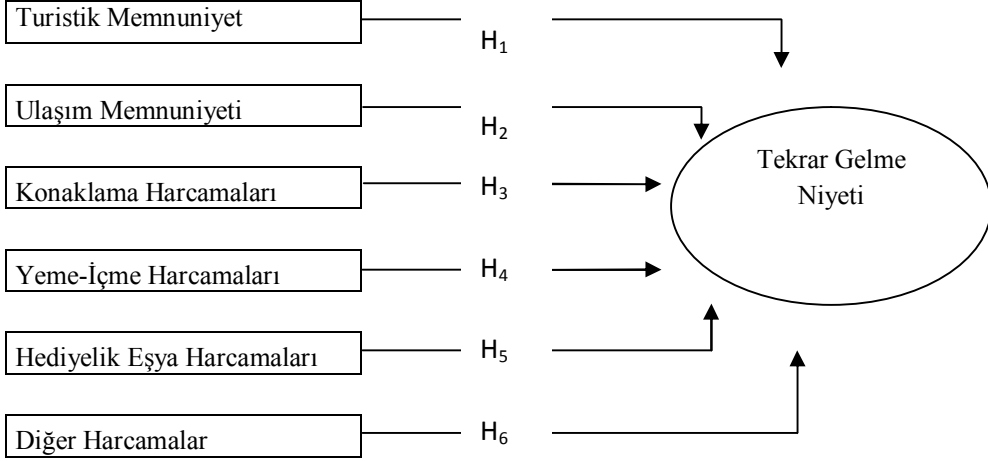 Turistik Memnuniyet
H1
Ulaşım Memnuniyeti
H2
Tekrar Gelme
Niyeti
Konaklama Harcamaları
H3
Yeme-İçme Harcamaları
H4
Hediyelik Eşya Harcamaları
H5
Diğer Harcamalar
H6